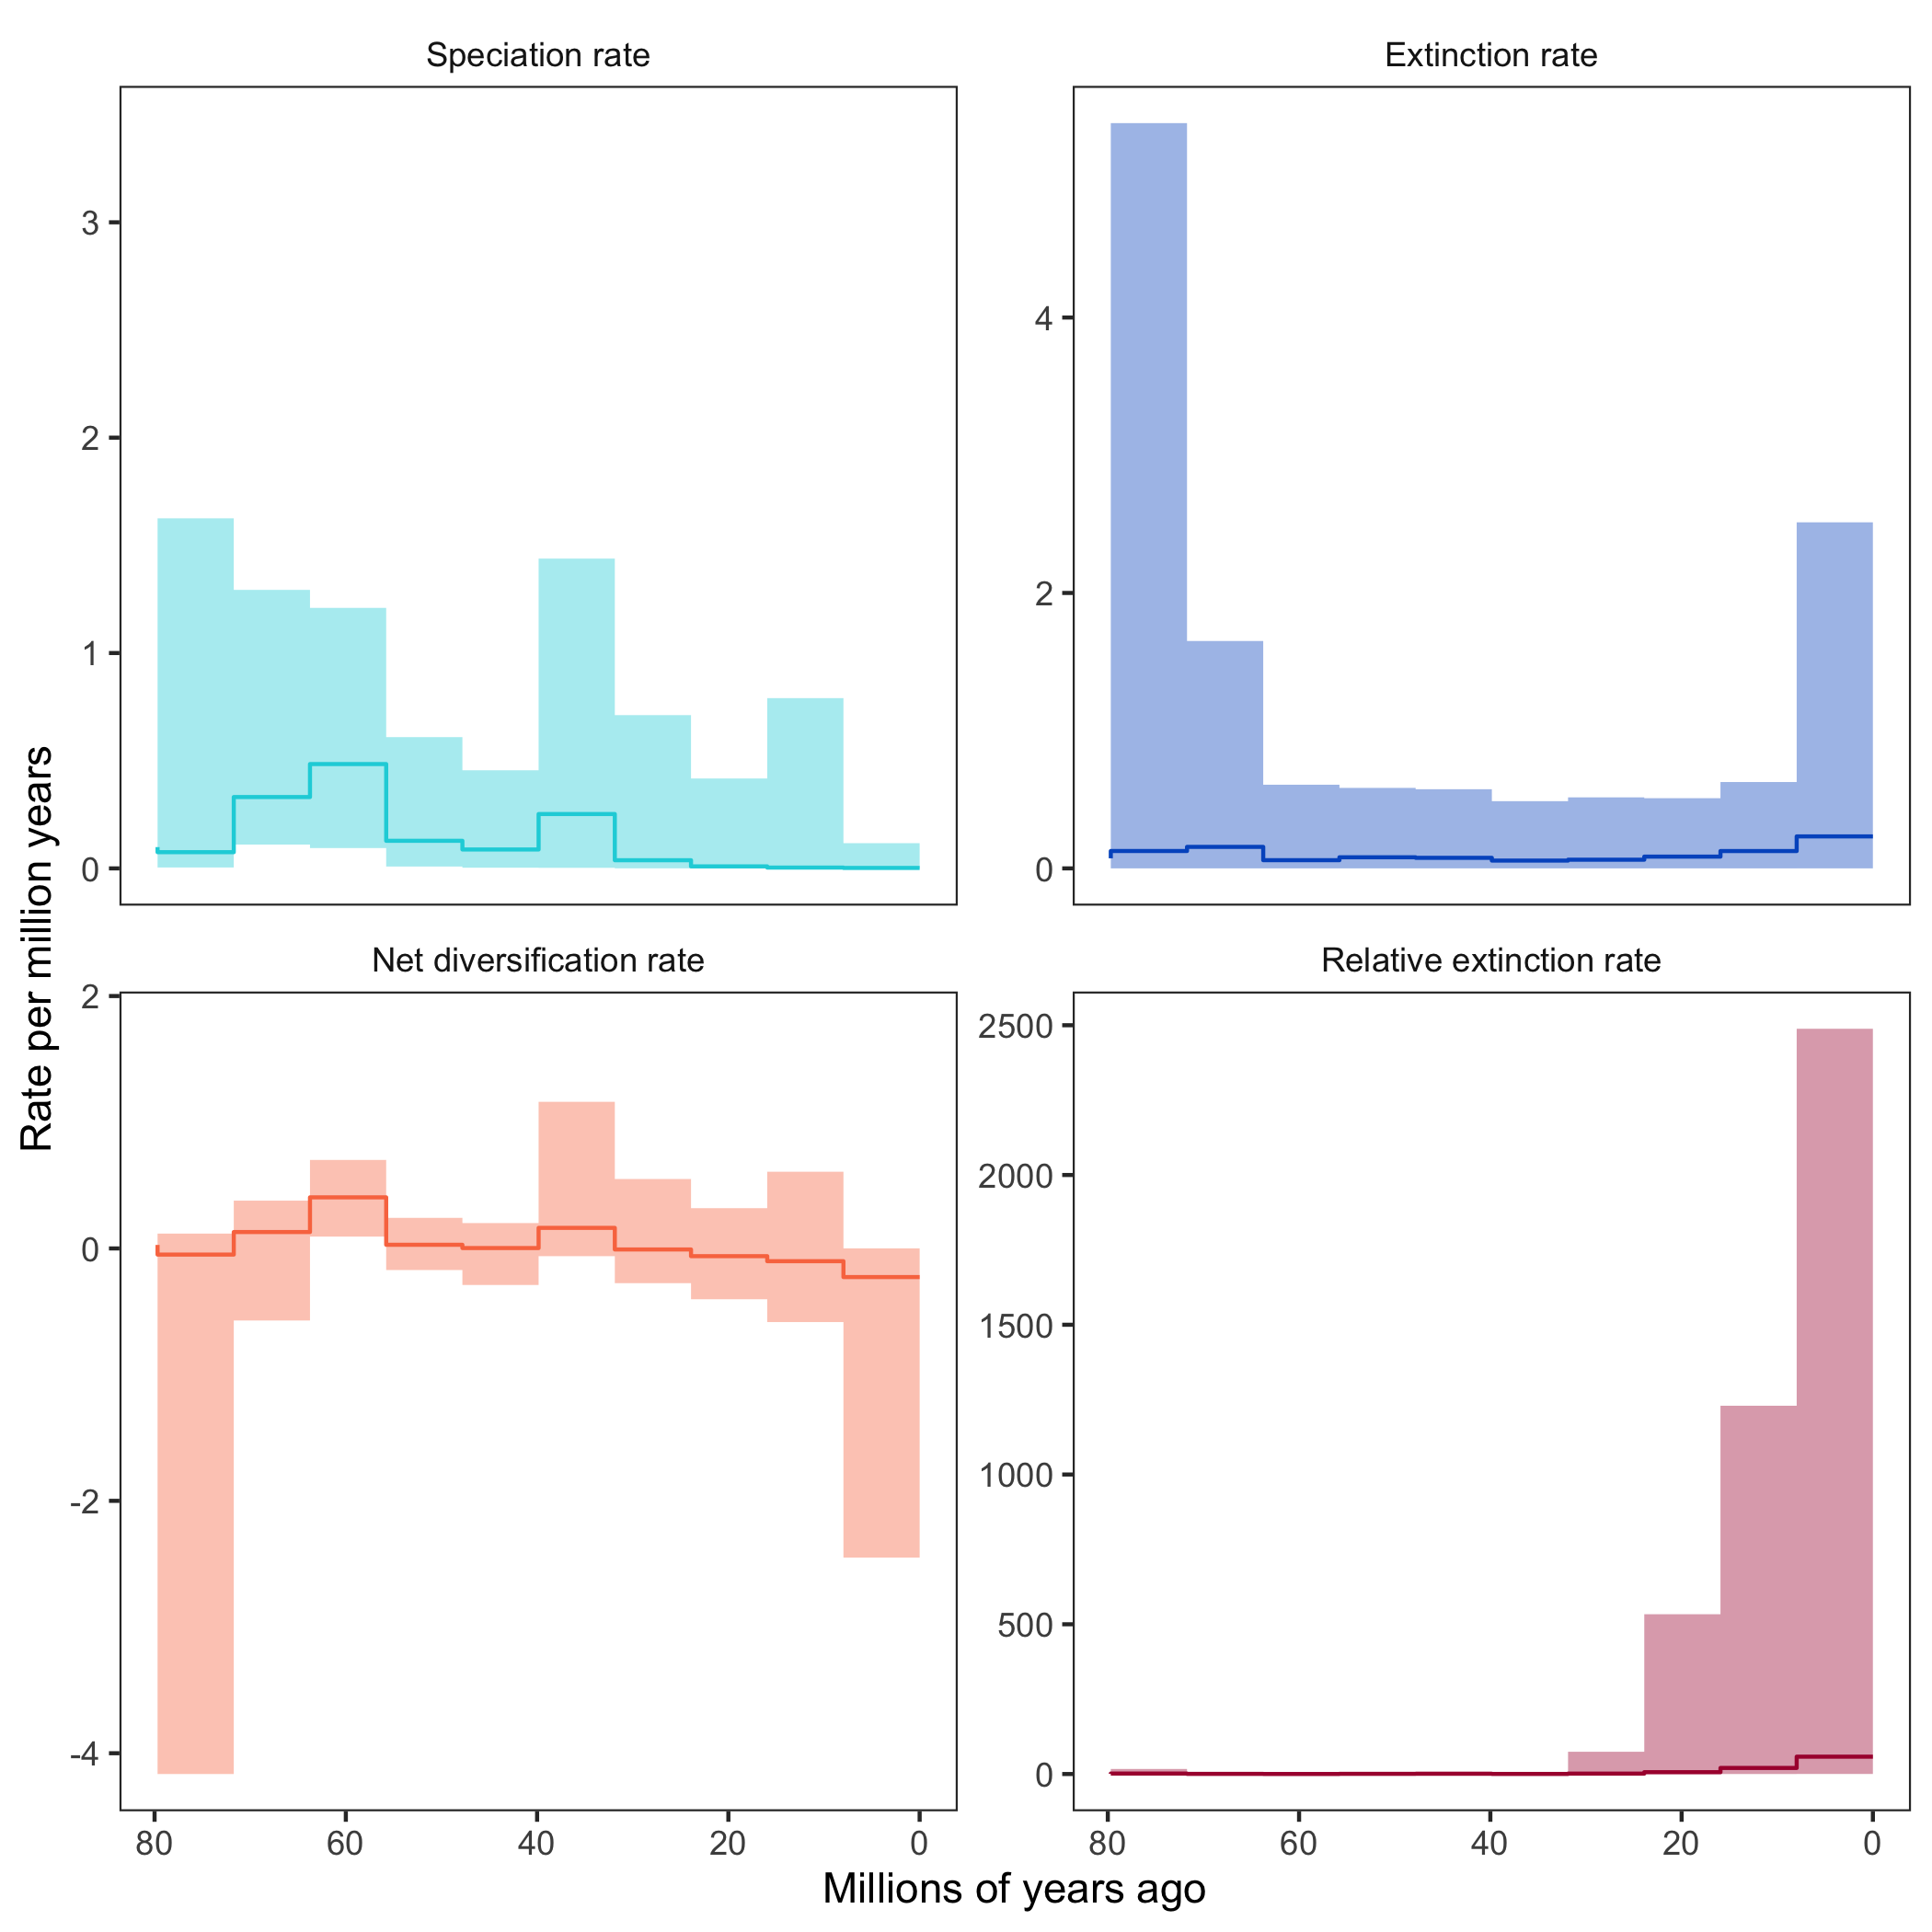 Speciation rate
Extinction rate
3
2
1
0
4
2
0
Net diversification rate
Relative extinction rate
2
0
-2
-4
2500
2000
1500
1000
500
0
80 60 40 20 0
80 60 40 20 0
Rate per million years
Millions of years ago